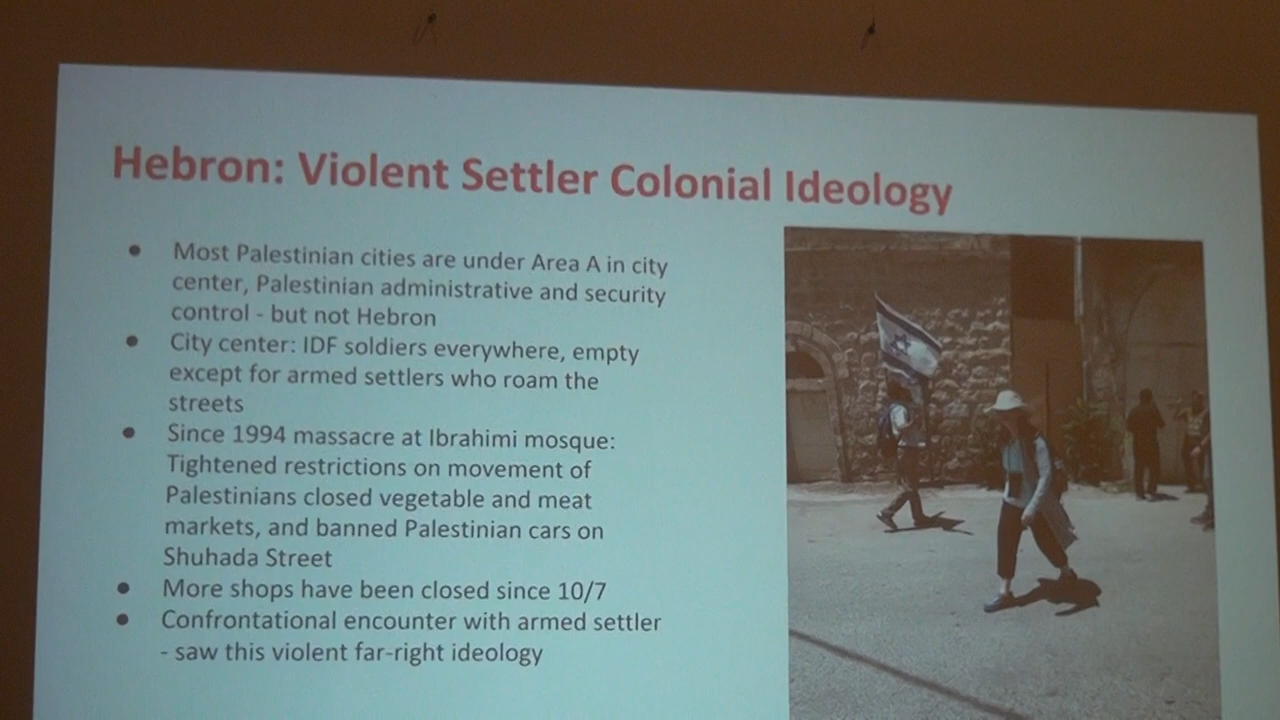 Hebron: Violent Settler Colonial Ideology
● Most Palestinian cities are under Area A in city
center, Palestinian administrative and security
control - but not Hebron
● City center: IDF soldiers everywhere, empty
except for armed settlers who roam the
streets
● Since 1994 massacre at Ibrahimi mosque:
Tightened restrictions on movement of
Palestinians closed vegetable and meat
markets, and banned Palestinian cars on
Shuhada Street
● More shops have been closed since 10/7
● Confrontational encounter with armed settler
- saw this violent far-right ideology